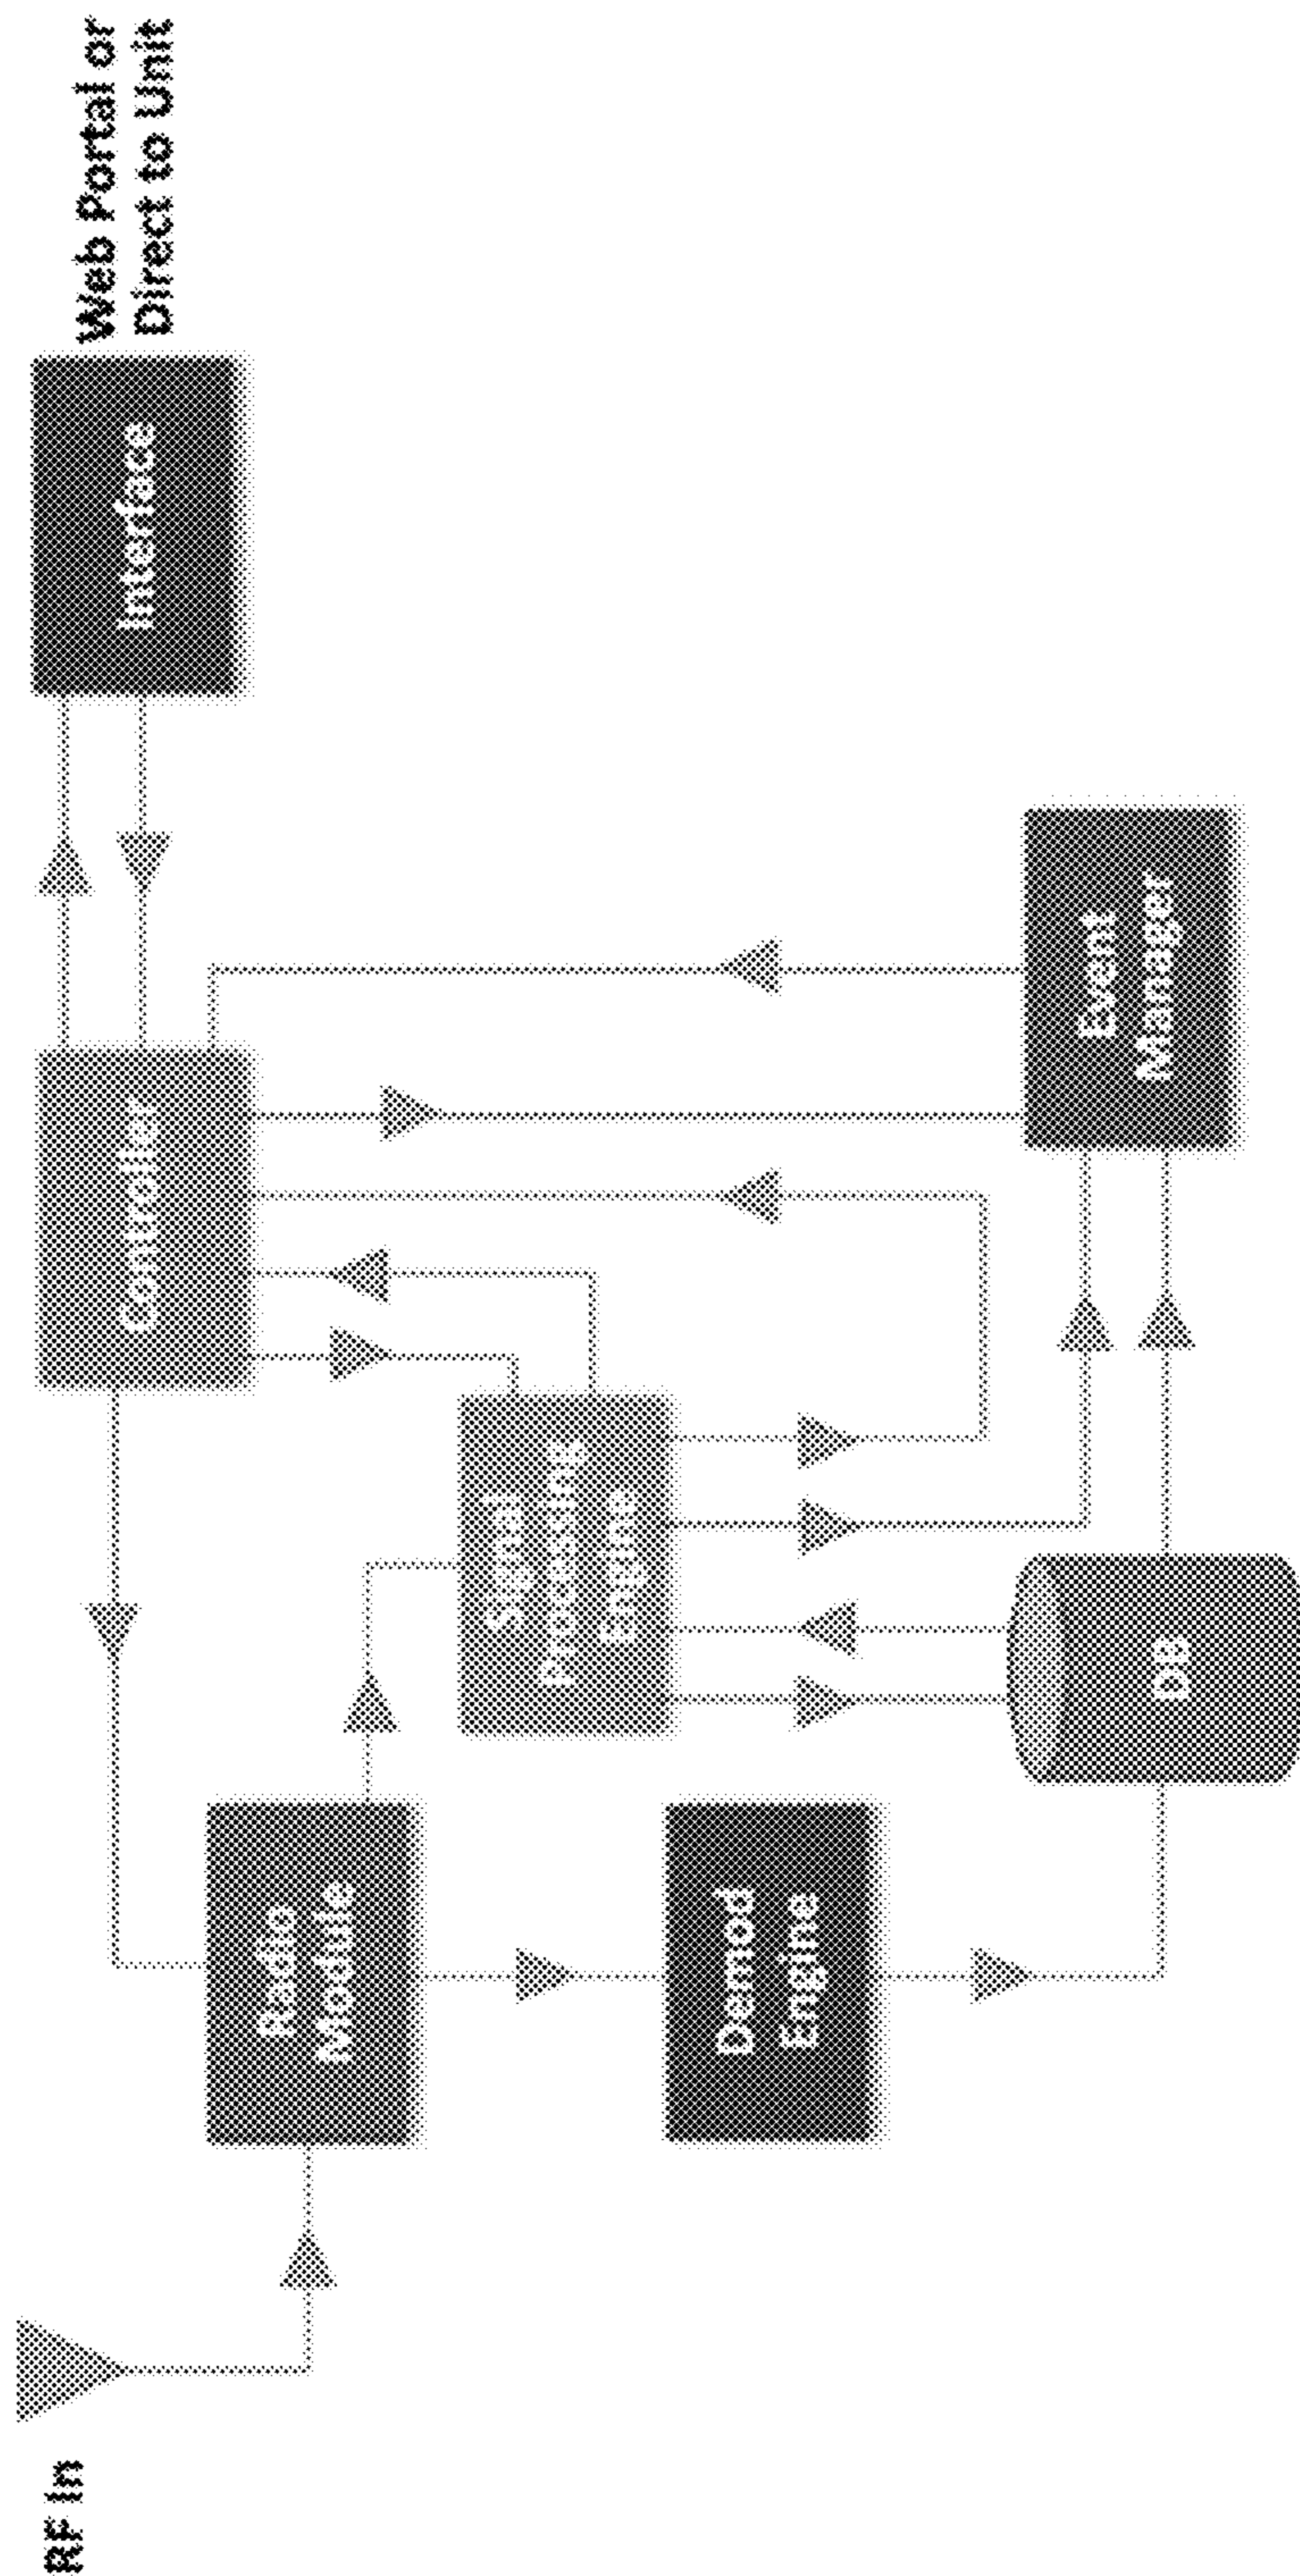 RF In
Radio
Module
Demod
Engine
Signal
Processing
Engine
DB
Controller
Event
Manager
Interface
Web Portal or
Direct to Unit